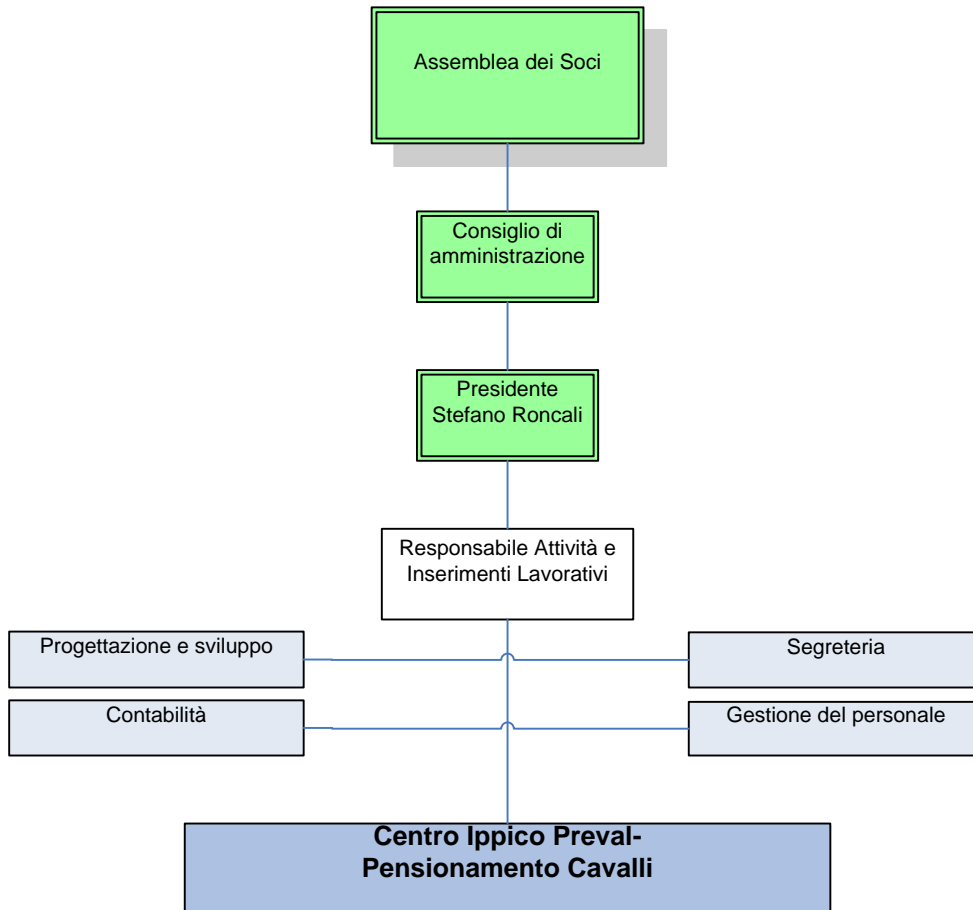 Assemblea dei Soci
Consiglio di
amministrazione
Presidente
Stefano Roncali
Responsabile Attività e
Inserimenti Lavorativi
Progettazione e sviluppo
Segreteria
Contabilità
Gestione del personale
Centro Ippico Preval-
Pensionamento Cavalli